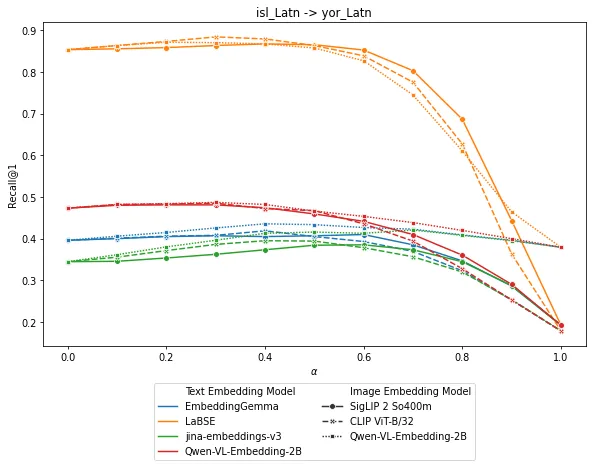 isl_Latn -> yor_Latn
Recall@1
0.9
0.8
0.7
0.6
0.5
0.4
0.3
0.2
0.0 0.2 0.4 0.6 0.8 1.0
α
Text Embedding Model Image Embedding Model
EmbeddingGemma SigLIP 2 So400m
LaBSE CLIP ViT-B/32
jina-embeddings-v3 Qwen-VL-Embedding-2B
Qwen-VL-Embedding-2B